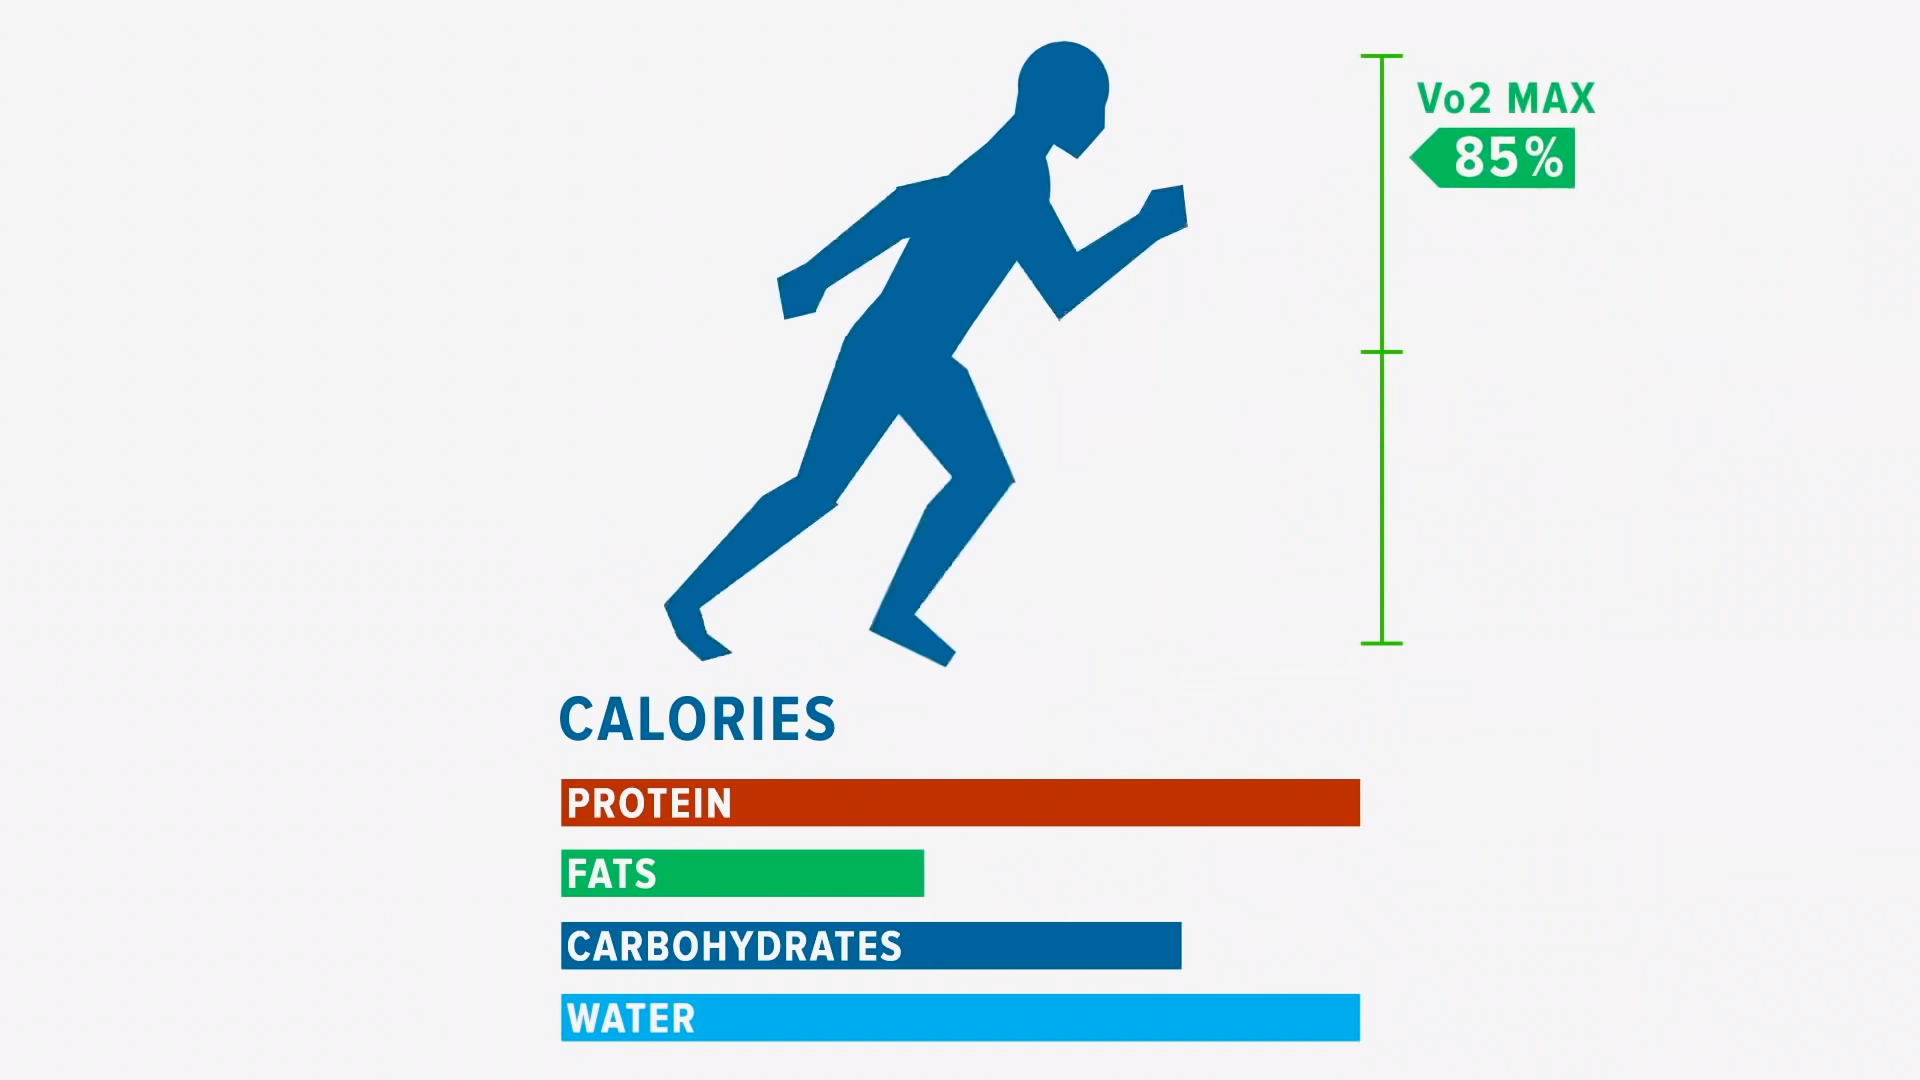 Vo2 MAX
85%
CALORIES
PROTEIN
FATS
CARBOHYDRATES
WATER